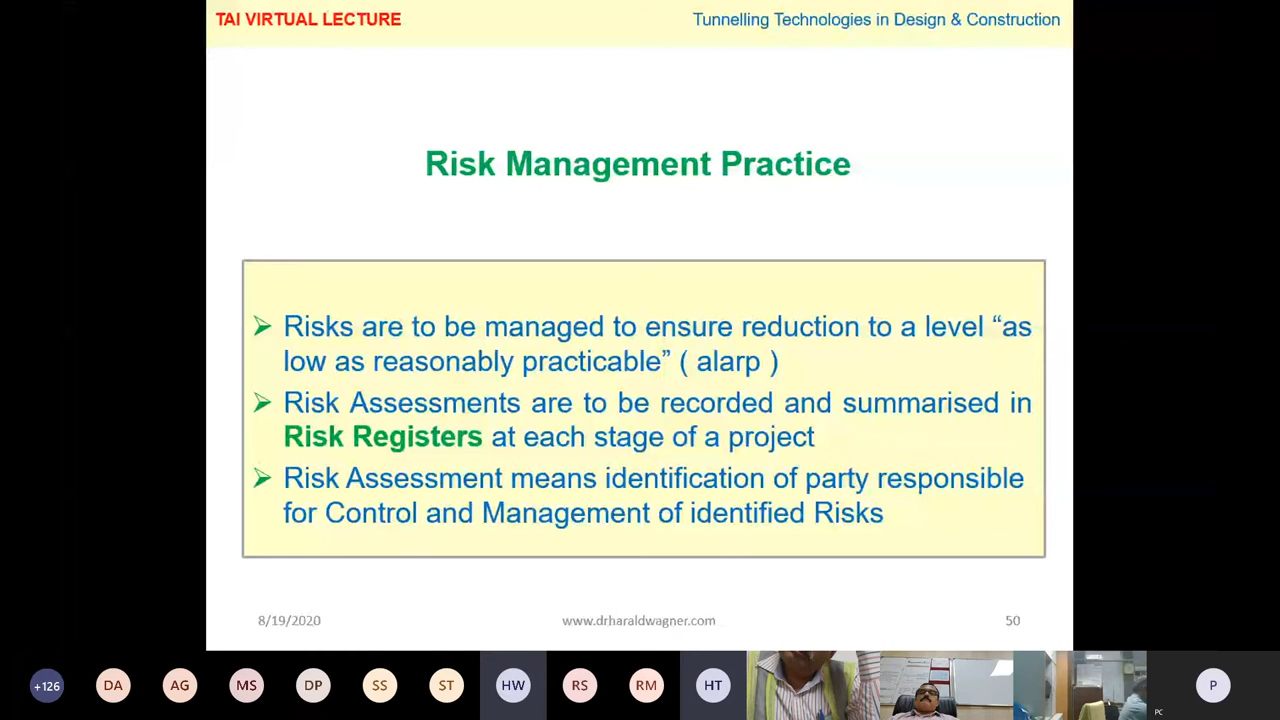 TAI VIRTUAL LECTURE
Tunnelling Technologies in Design & Construction
Risk Management Practice
Risks are to be managed to ensure reduction to a level “as
low as reasonably practicable” ( alarp )
Risk Assessments are to be recorded and summarised in
Risk Registers at each stage of a project
Risk Assessment means identification of party responsible
for Control and Management of identified Risks
8/19/2020
www.drharaldwagner.com
50
+126
DA
AG
MS
DP
SS
ST
HW
RS
RM
HT
P
PC